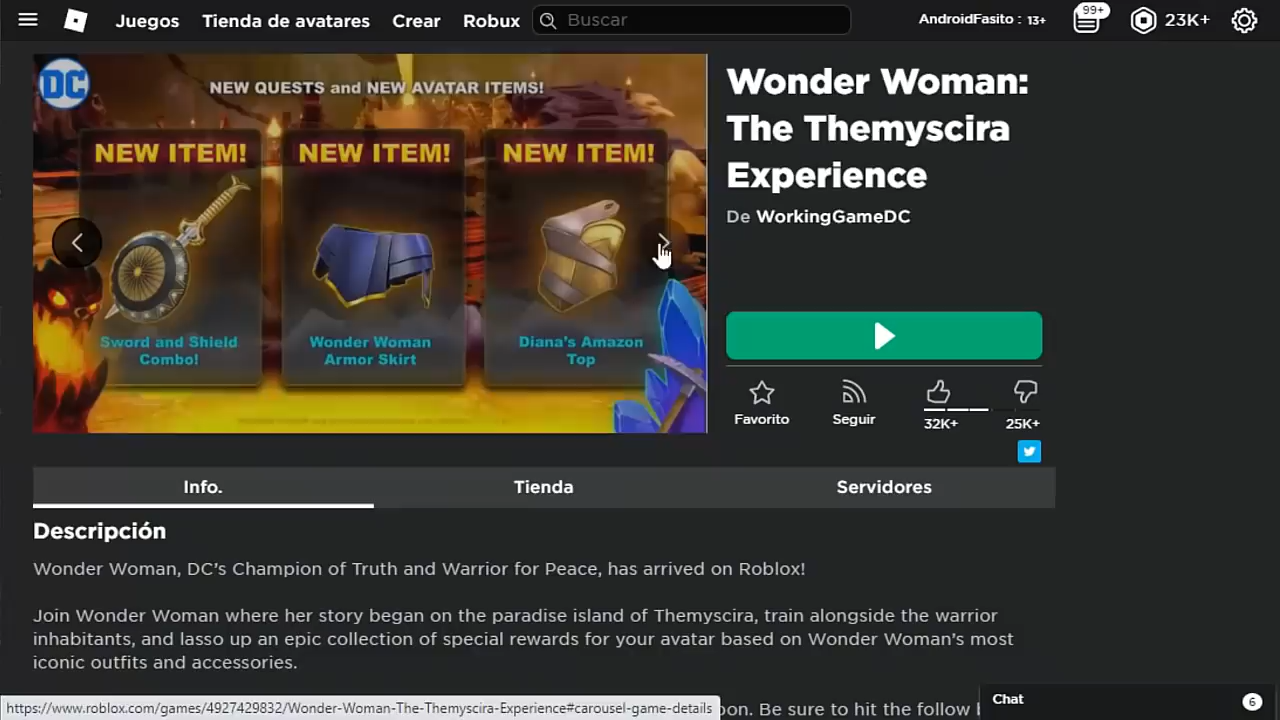 Juegos Tienda de avatares Crear Robux Buscar AndroidFasito : 13+ 99+ 23K+
DC
NEW QUESTS and NEW AVATAR ITEMS!
NEW ITEM! NEW ITEM! NEW ITEM!
Sword and Shield
Combo!
Wonder Woman
Armor Skirt
Diana's Amazon
Top
Wonder Woman:
The Themyscira
Experience
De WorkingGameDC
Favorito Seguir 32K+ 25K+
Info. Tienda Servidores
Descripción
Wonder Woman, DC's Champion of Truth and Warrior for Peace, has arrived on Roblox!
Join Wonder Woman where her story began on the paradise island of Themyscira, train alongside the warrior
inhabitants, and lasso up an epic collection of special rewards for your avatar based on Wonder Woman's most
iconic outfits and accessories.
https://www.roblox.com/games/4927429832/Wonder-Woman-The-Themyscira-Experience#carousel-game-details
oon. Be sure to hit the follow
Chat 6